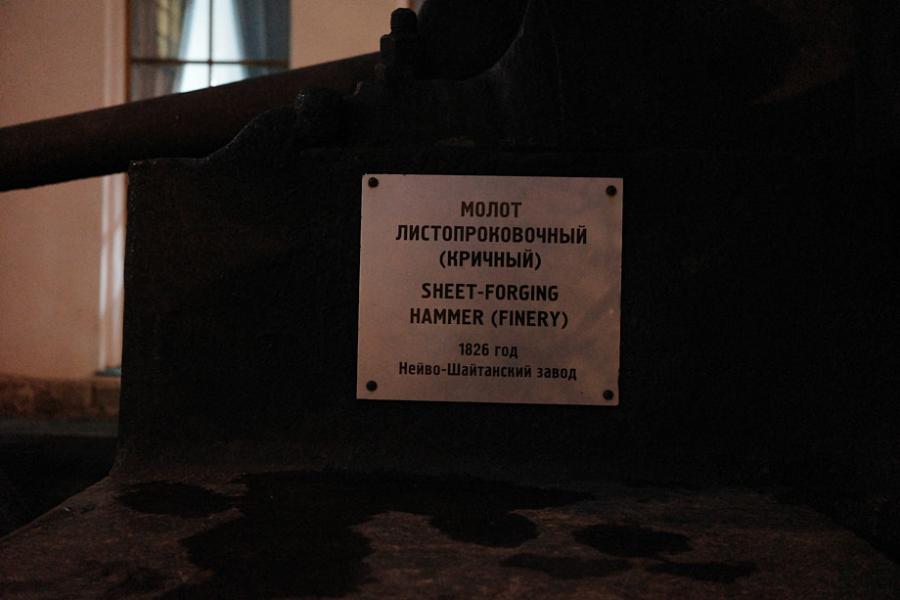 МОЛОТ
ЛИСТОПРОКОВОЧНЫЙ
(КРИЧНЫЙ)
SHEET-FORGING
HAMMER (FINERY)
1826 год
Нейво-Шайтанский завод